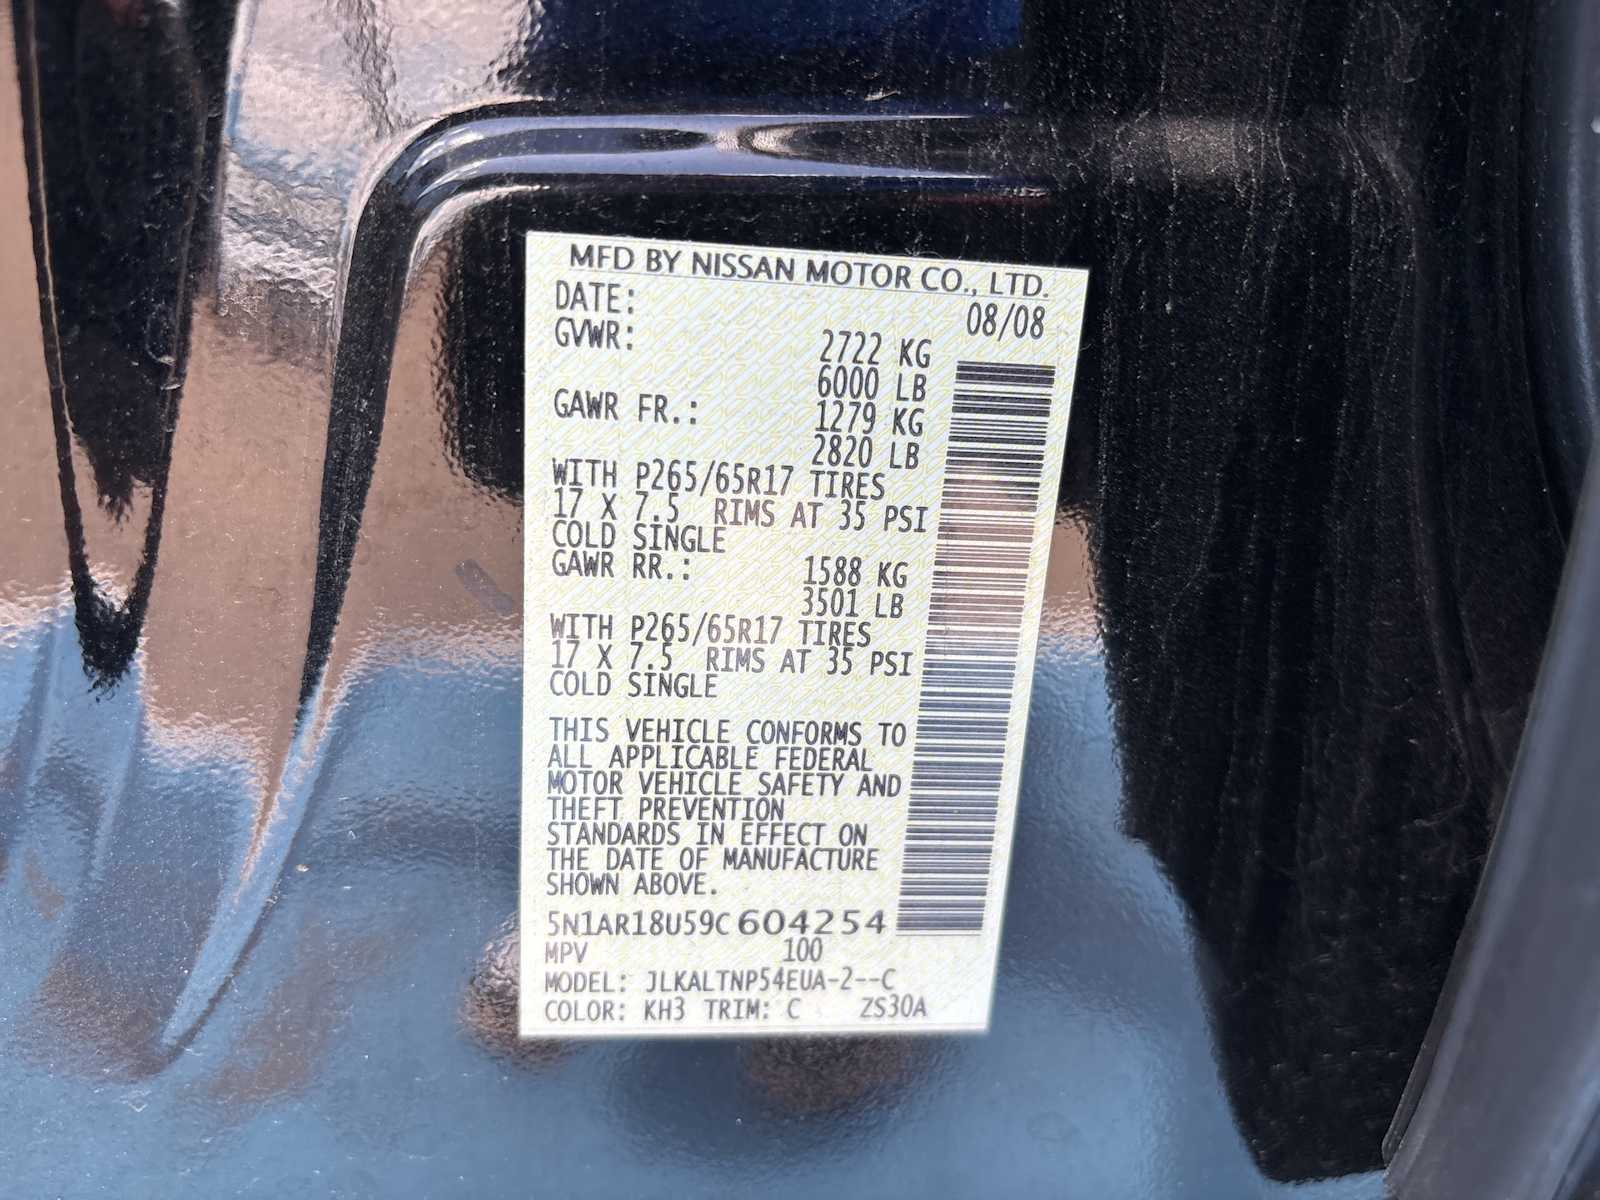 MFD BY NISSAN MOTOR CO., LTD.
DATE: 08/08
GVWR: 2722 KG
6000 LB
GAWR FR.: 1279 KG
2820 LB
WITH P265/65R17 TIRES
17 X 7.5 RIMS AT 35 PSI
COLD SINGLE
GAWR RR.: 1588 KG
3501 LB
WITH P265/65R17 TIRES
17 X 7.5 RIMS AT 35 PSI
COLD SINGLE
THIS VEHICLE CONFORMS TO
ALL APPLICABLE FEDERAL
MOTOR VEHICLE SAFETY AND
THEFT PREVENTION
STANDARDS IN EFFECT ON
THE DATE OF MANUFACTURE
SHOWN ABOVE.
5N1AR18U59C604254
MPV 100
MODEL: JLKALTNP54EUA-2--C
COLOR: KH3 TRIM: C ZS30A